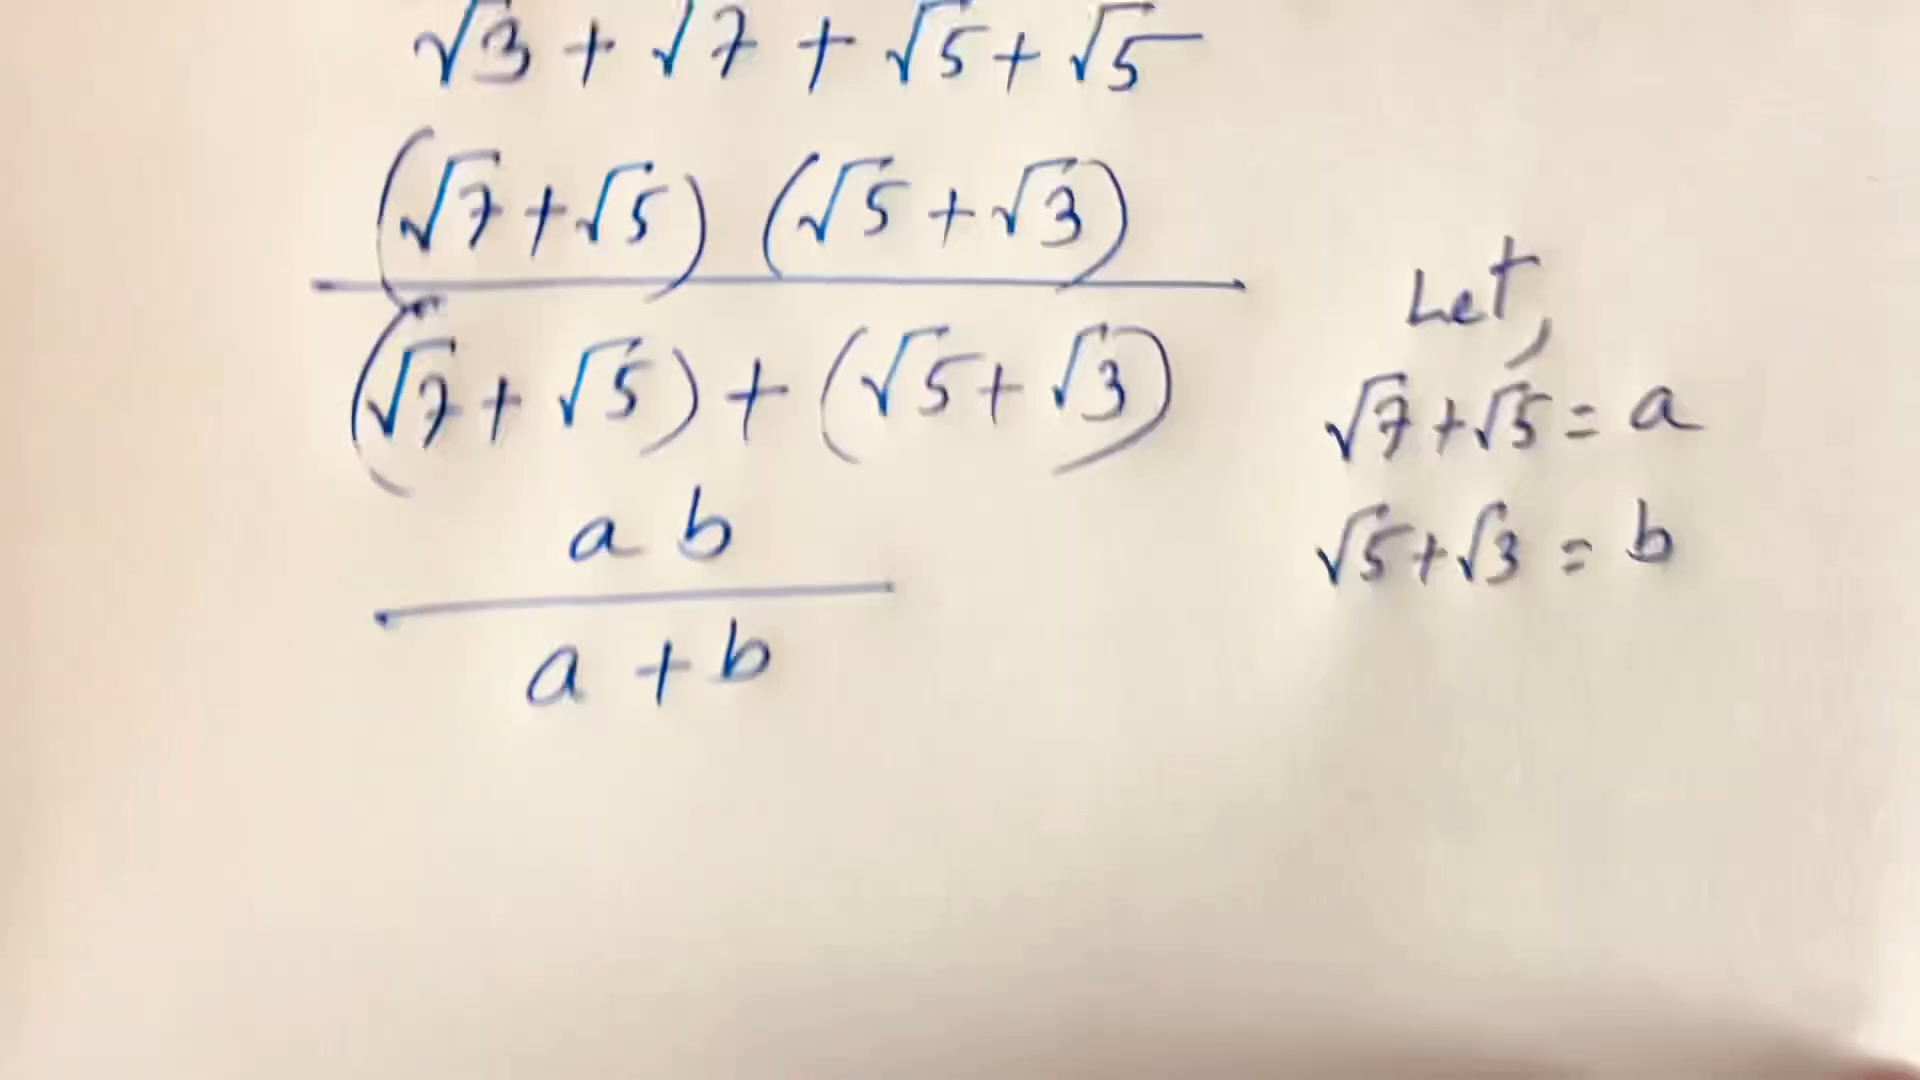 √3 + √7 + √5 + √5
(√7 + √5) (√5 + √3)
(√7 + √5) + (√5 + √3)
a b
a + b
Let,
√7 + √5 = a
√5 + √3 = b